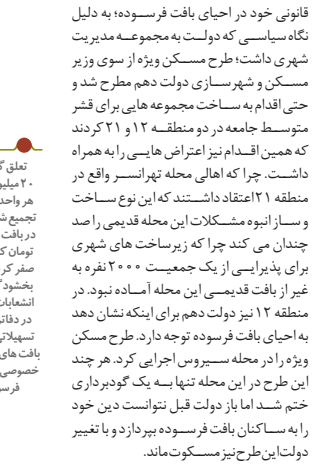 قانونی خود در احیای بافت فرسوده؛ به دلیل
نگاه سیاسی که دولت به مجموعه مدیریت
شهری داشت؛ طرح مسکن ویژه از سوی وزیر
مسکن و شهرسازی دولت دهم مطرح شد و
حتی اقدام به ساخت مجموعه هایی برای قشر
متوسط جامعه در دو منطقه ۱۲ و ۲۱ کردند
که همین اقدام نیز اعتراض هایی را به همراه
داشت. چرا که اهالی محله تهرانسر واقع در
منطقه ۲۱اعتقاد داشتند که این نوع ساخت
و ساز انبوه مشکلات این محله قدیمی را صد
چندان می کند چرا که زیرساخت های شهری
برای پذیرایی از یک جمعیت ۲۰۰۰ نفره به
غیر از بافت قدیمی این محله آماده نبود. در
منطقه ۱۲ نیز دولت دهم برای اینکه نشان دهد
به احیای بافت فرسوده توجه دارد. طرح مسکن
ویژه را در محله سیروس اجرایی کرد. هر چند
این طرح در این محله تنها به یک گودبرداری
ختم شد اما باز دولت قبل نتوانست دین خود
را به ساکنان بافت فرسوده بپردازد و با تغییر
دولت این طرح نیز مسکوت ماند.
تعلق گ
۲۰ میلیو
هر واحد
تجمیع ش
در بافت
تومان ک
صفر کر
بخشود
انشعابات
در دفاتر
تسهیلاتی
بافت های
خصوصی
فرس